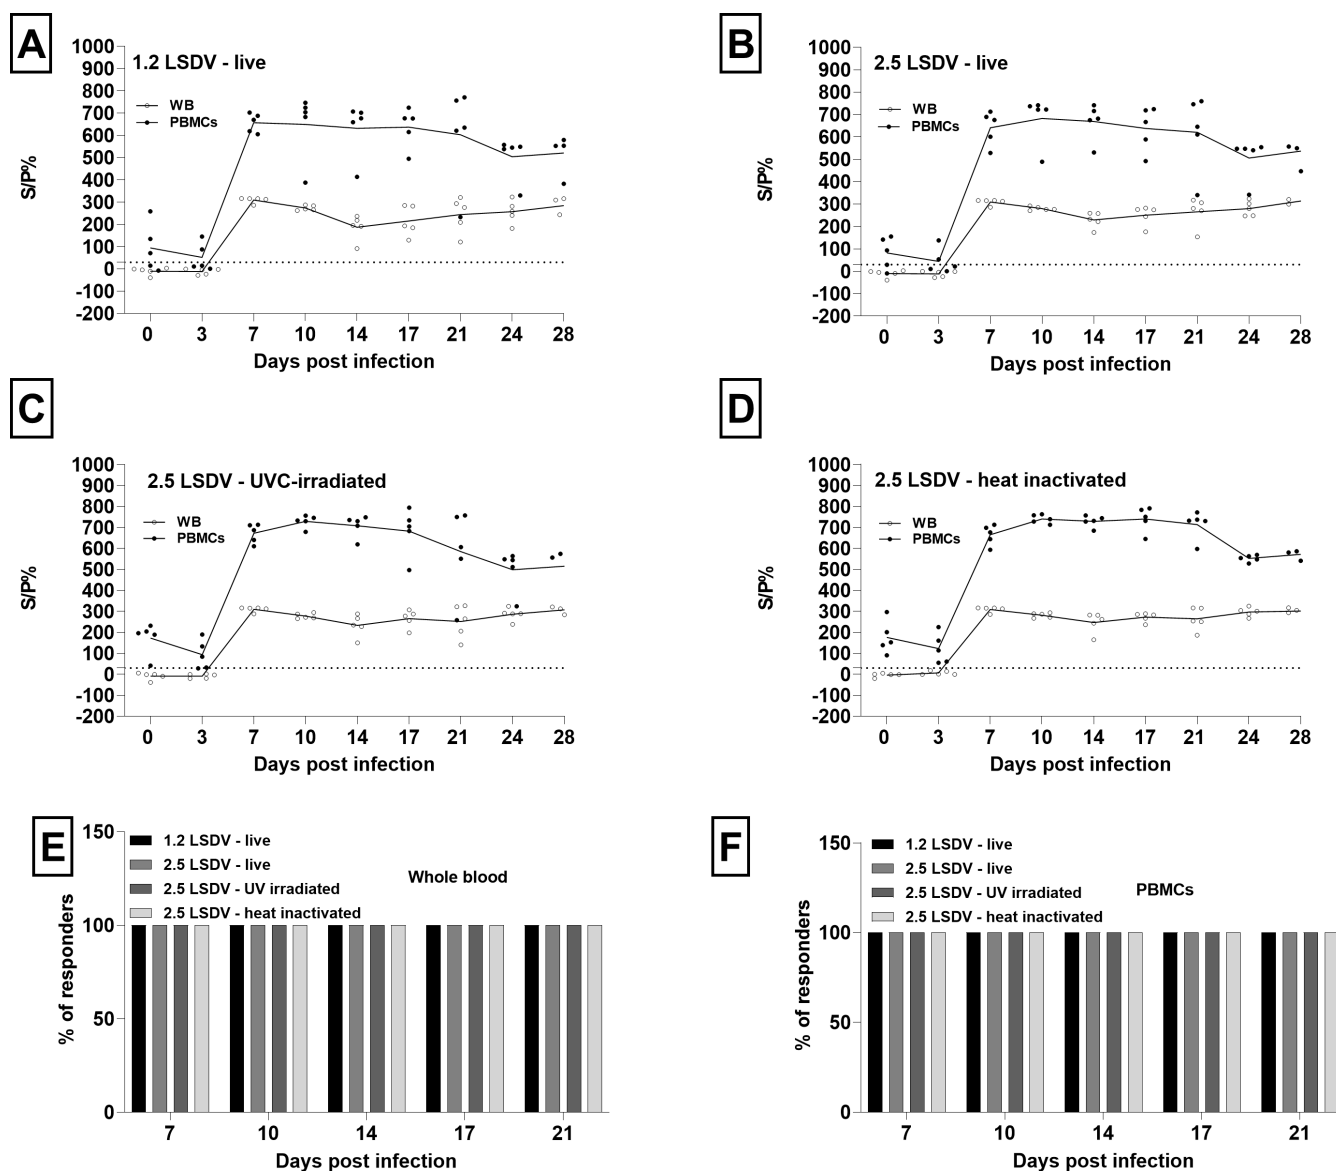 A
1.2 LSDV - live
WB
PBMCs
S/P%
1000
900
800
700
600
500
400
300
200
100
0
-100
-200
0 3 7 10 14 17 21 24 28
Days post infection
B
2.5 LSDV - live
WB
PBMCs
S/P%
1000
900
800
700
600
500
400
300
200
100
0
-100
-200
0 3 7 10 14 17 21 24 28
Days post infection
C
2.5 LSDV - UVC-irradiated
WB
PBMCs
S/P%
1000
900
800
700
600
500
400
300
200
100
0
-100
-200
0 3 7 10 14 17 21 24 28
Days post infection
D
2.5 LSDV - heat inactivated
WB
PBMCs
S/P%
1000
900
800
700
600
500
400
300
200
100
0
-100
-200
0 3 7 10 14 17 21 24 28
Days post infection
E
1.2 LSDV - live
2.5 LSDV - live
2.5 LSDV - UV irradiated
2.5 LSDV - heat inactivated
Whole blood
% of responders
150
100
50
0
7 10 14 17 21
Days post infection
F
1.2 LSDV - live
2.5 LSDV - live
2.5 LSDV - UV irradiated
2.5 LSDV - heat inactivated
PBMCs
% of responders
150
100
50
0
7 10 14 17 21
Days post infection